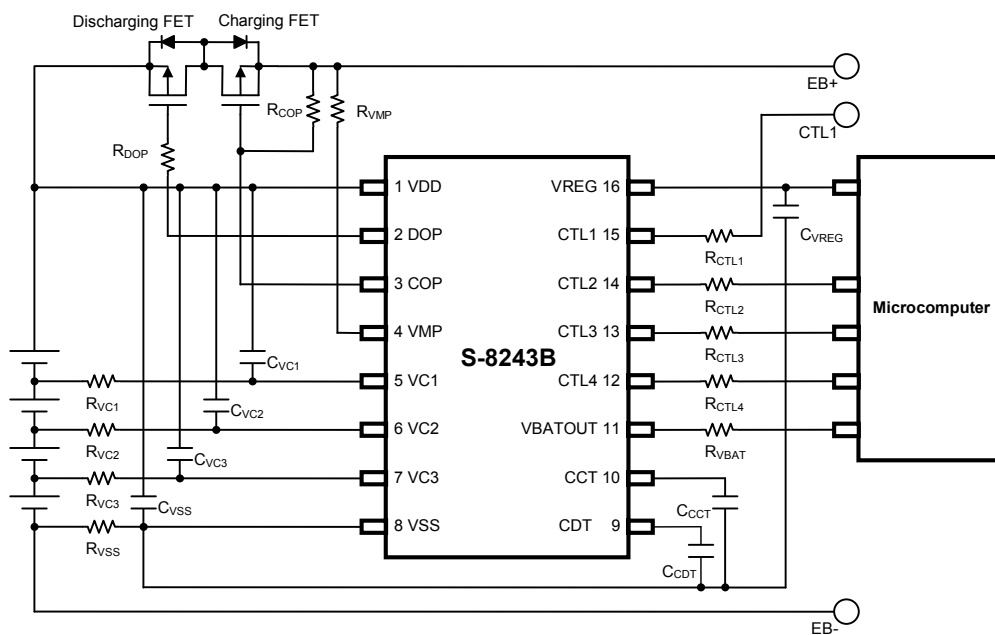 Discharging FET
Charging FET
EB+
CTL1
RCOP
RVMP
RDOP
1 VDD
2 DOP
3 COP
4 VMP
5 VC1
6 VC2
7 VC3
8 VSS
S-8243B
VREG 16
CTL1 15
CTL2 14
CTL3 13
CTL4 12
VBATOUT 11
CCT 10
CDT 9
CVREG
RCTL1
RCTL2
RCTL3
RCTL4
RVBAT
Microcomputer
CVC1
RVC1
CVC2
RVC2
CVC3
RVC3
CVSS
RVSS
CCCT
CCDT
EB-